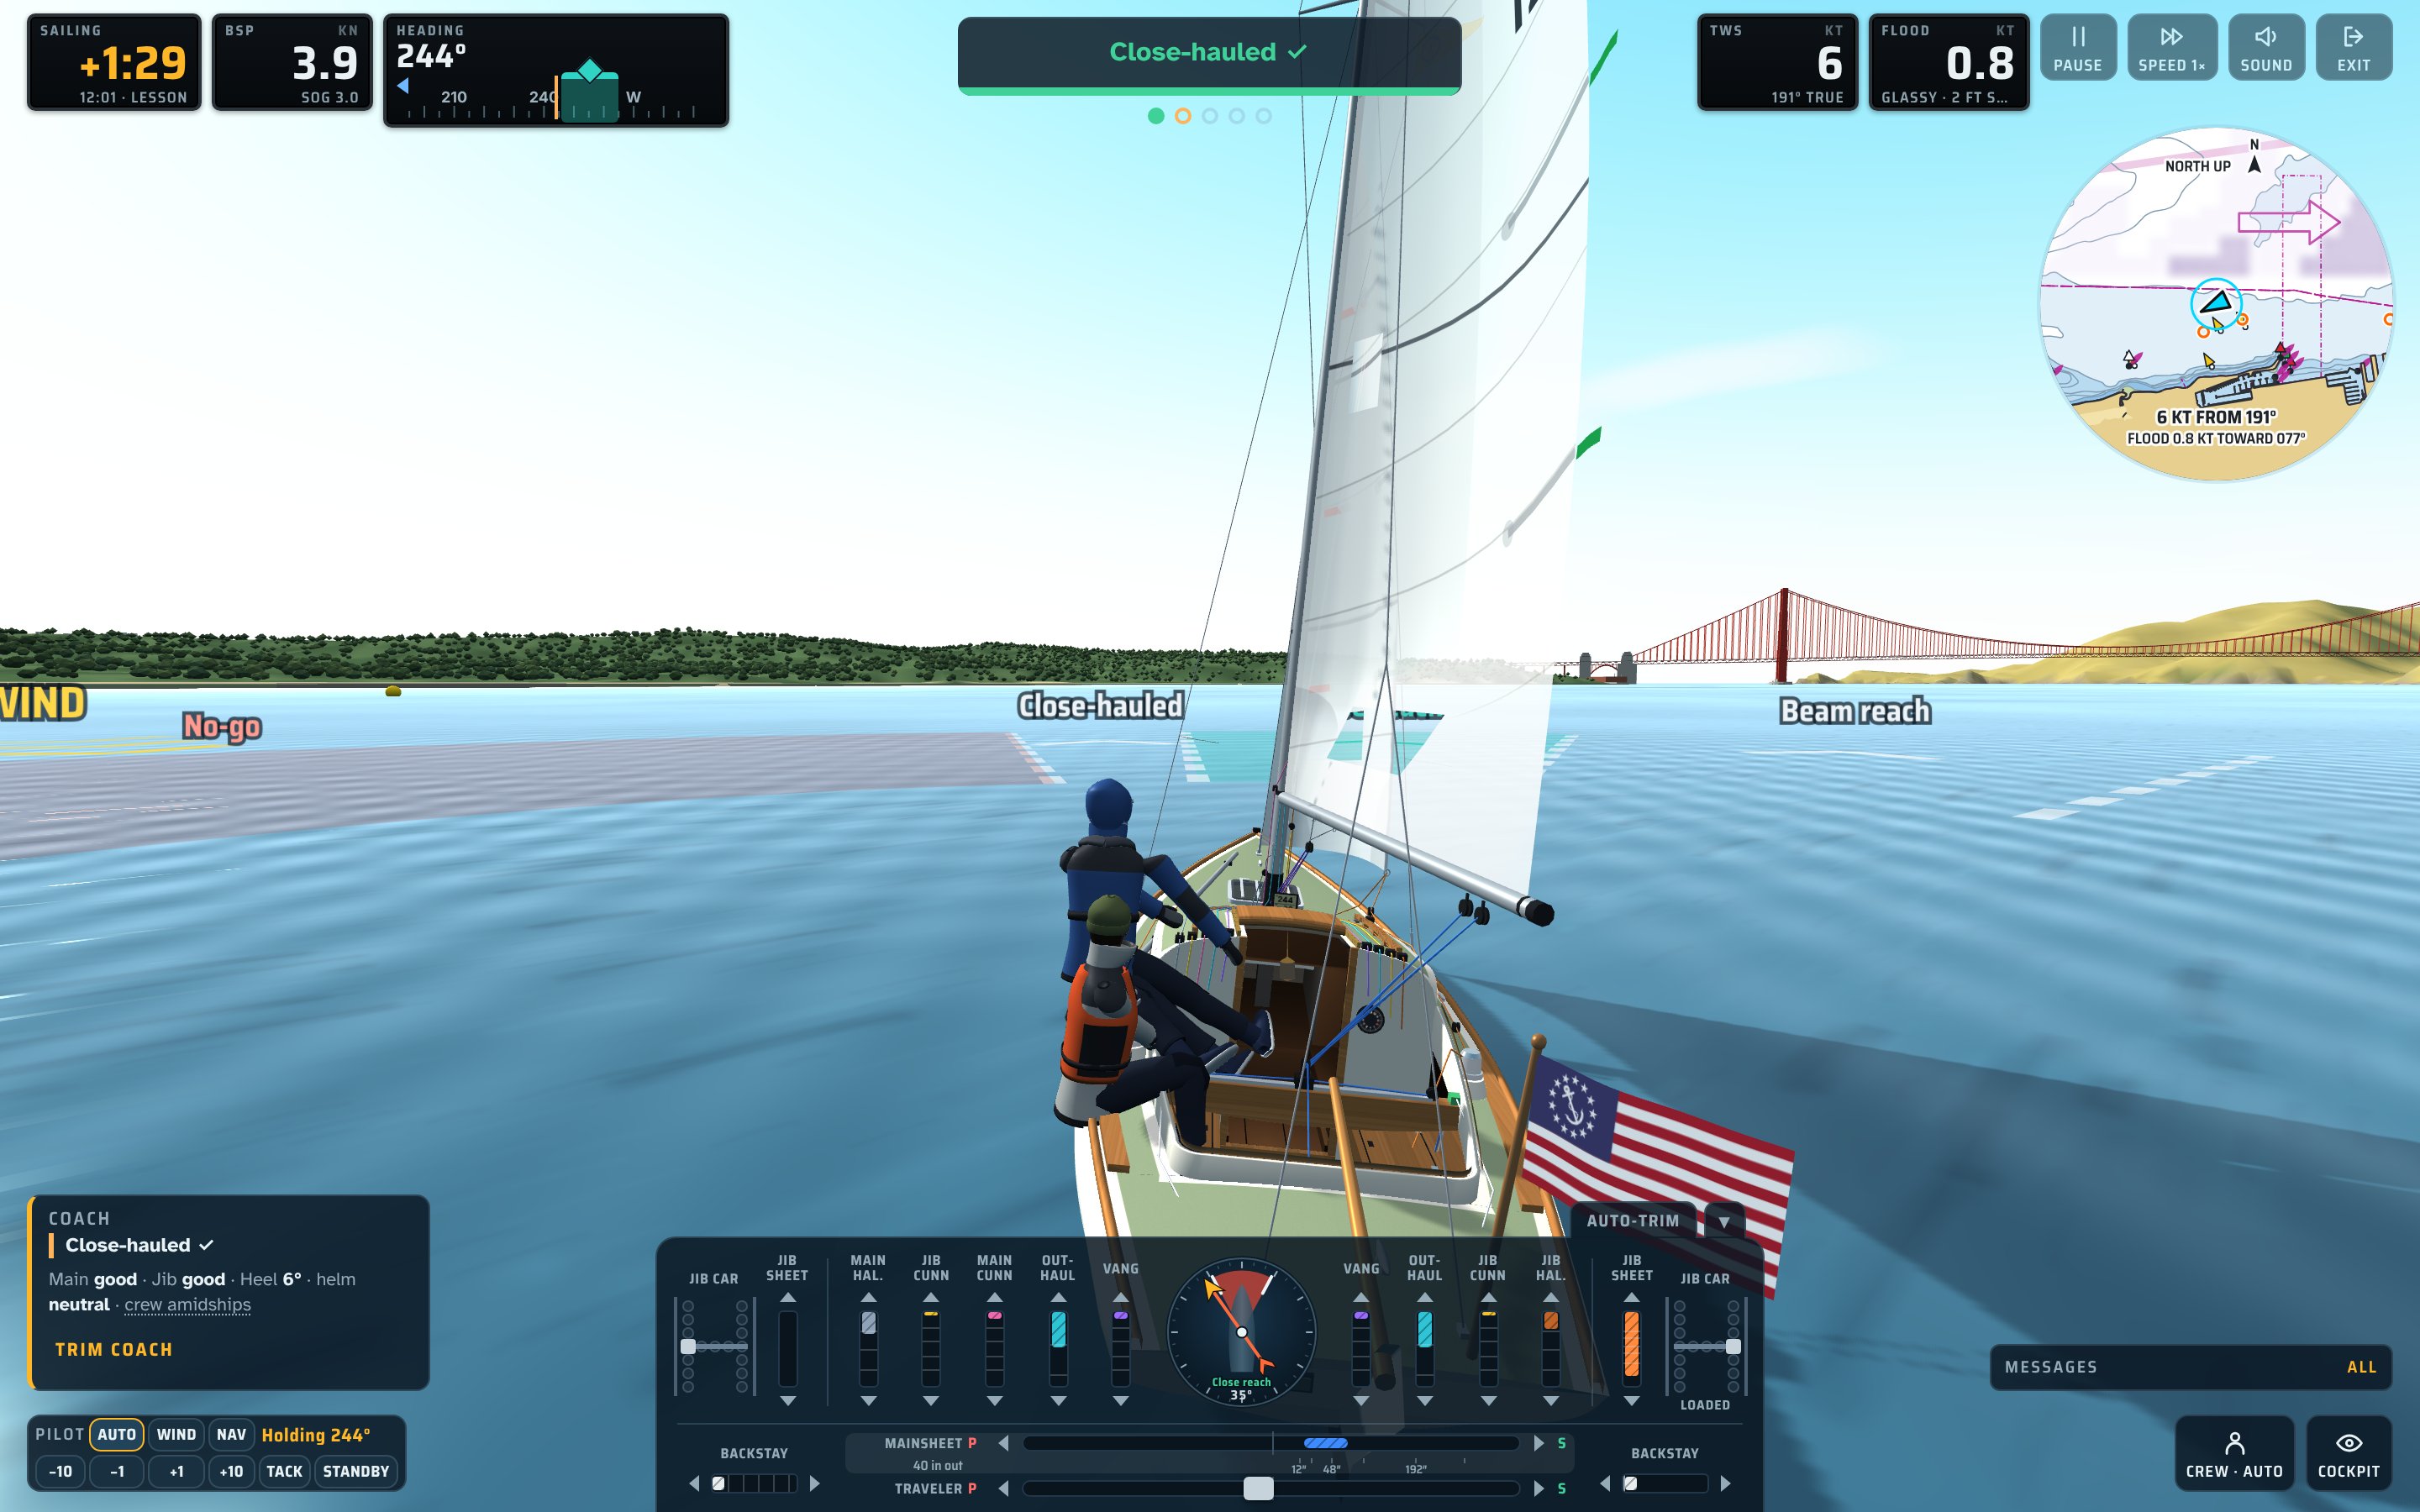 SAILING
+1:29
12:01 · LESSON
BSP KN
3.9
SOG 3.0
HEADING
244°
210 240 W
Close-hauled ✓
TWS KT
6
191° TRUE
FLOOD KT
0.8
GLASSY · 2 FT S...
PAUSE
SPEED 1×
SOUND
EXIT
N
NORTH UP
6 KT FROM 191°
FLOOD 0.8 KT TOWARD 077°
WIND
No-go
Close-hauled
Beam reach
244
COACH
Close-hauled ✓
Main good · Jib good · Heel 6° · helm
neutral · crew amidships
TRIM COACH
PILOT AUTO WIND NAV Holding 244°
-10 -1 +1 +10 TACK STANDBY
AUTO-TRIM ▼
JIB CAR
JIB SHEET
MAIN HAL.
JIB CUNN
MAIN CUNN
OUT-HAUL
VANG
Close reach
35°
VANG
OUT-HAUL
JIB CUNN
JIB HAL.
JIB SHEET
JIB CAR
LOADED
BACKSTAY
MAINSHEET P S
40 in out
12" 48" 192"
TRAVELER P S
BACKSTAY
MESSAGES ALL
CREW · AUTO
COCKPIT